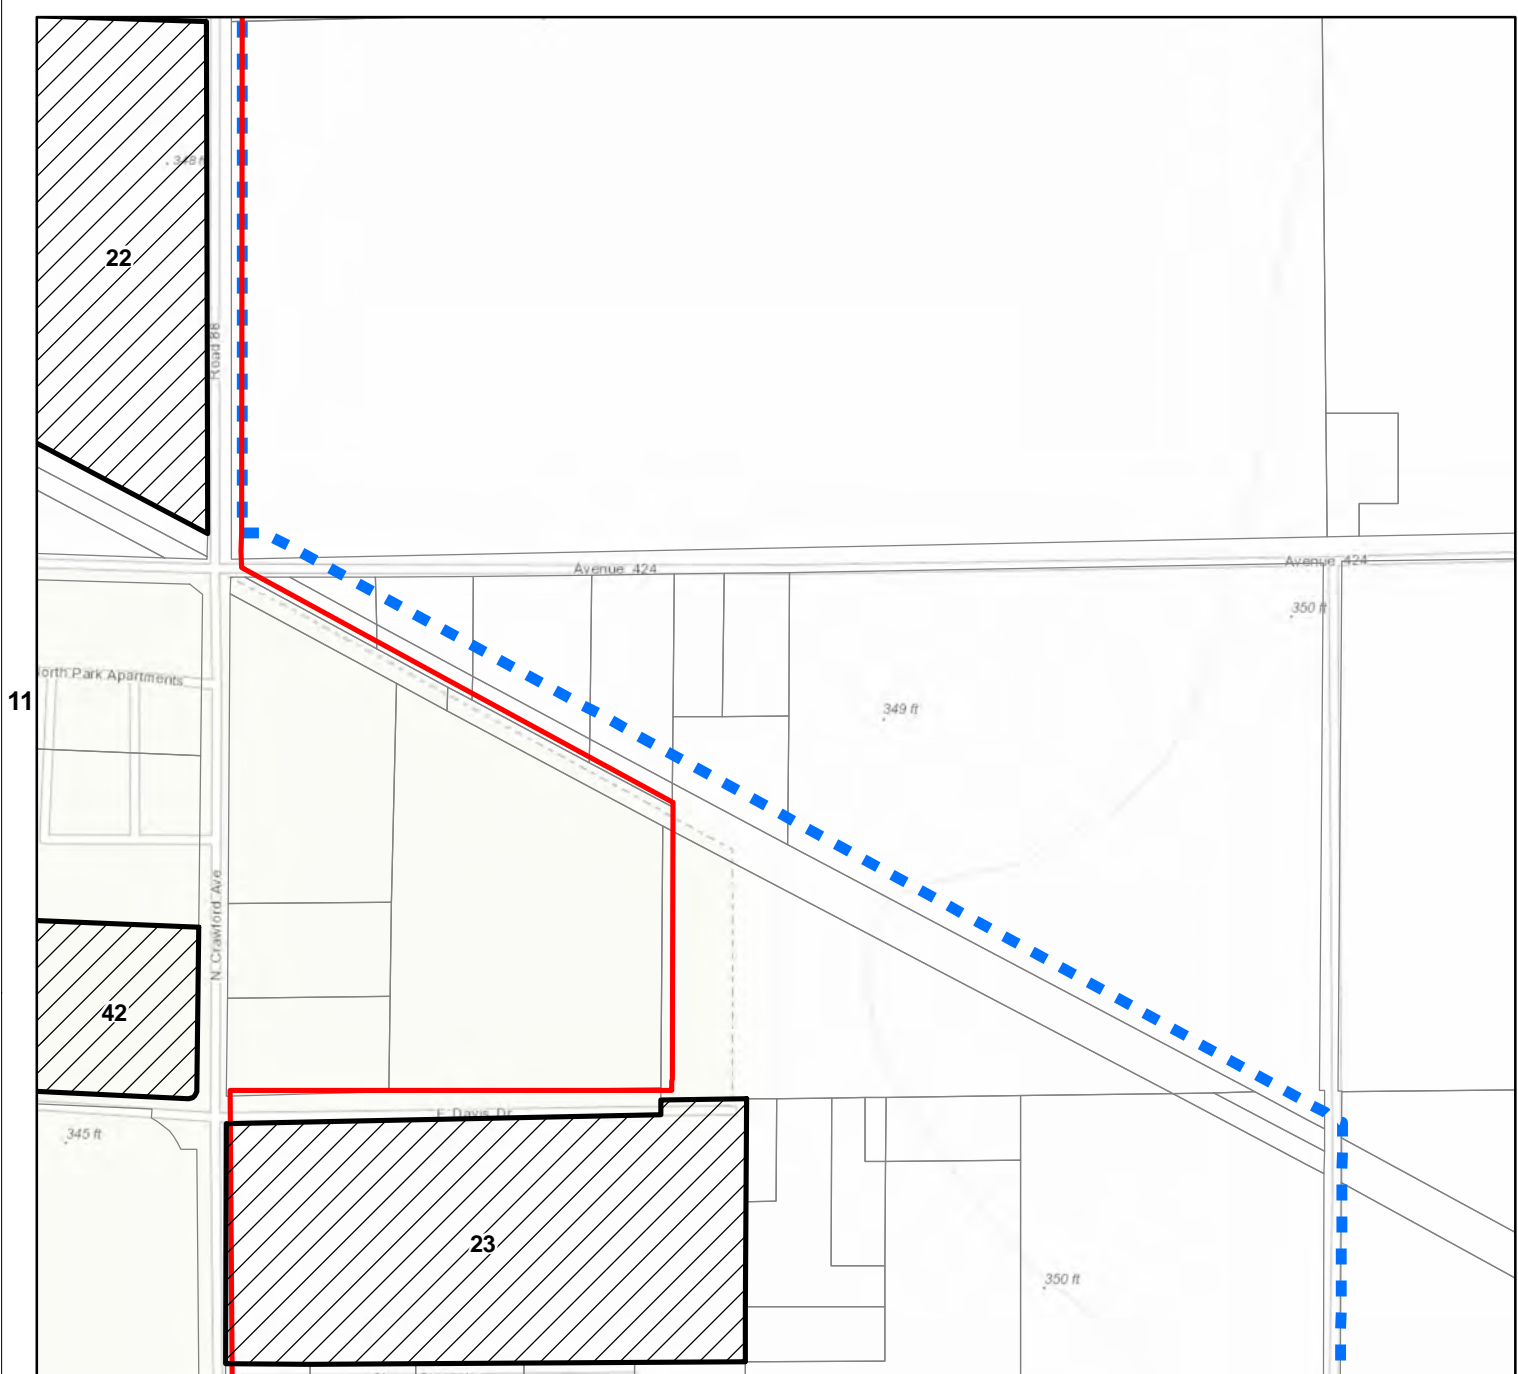 348 ft
22
Road 88
Avenue 424
Avenue 424
350 ft
North Park Apartments
11
349 ft
N Crawford Ave
42
E Davis Dr
345 ft
23
350 ft